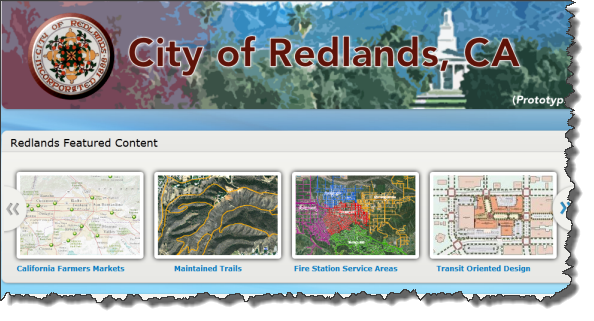 CITY OF REDLANDS
INCORPORATED 1888
City of Redlands, CA
(Prototyp
Redlands Featured Content
«
»
California Farmers Markets
Maintained Trails
Fire Station Service Areas
Transit Oriented Design